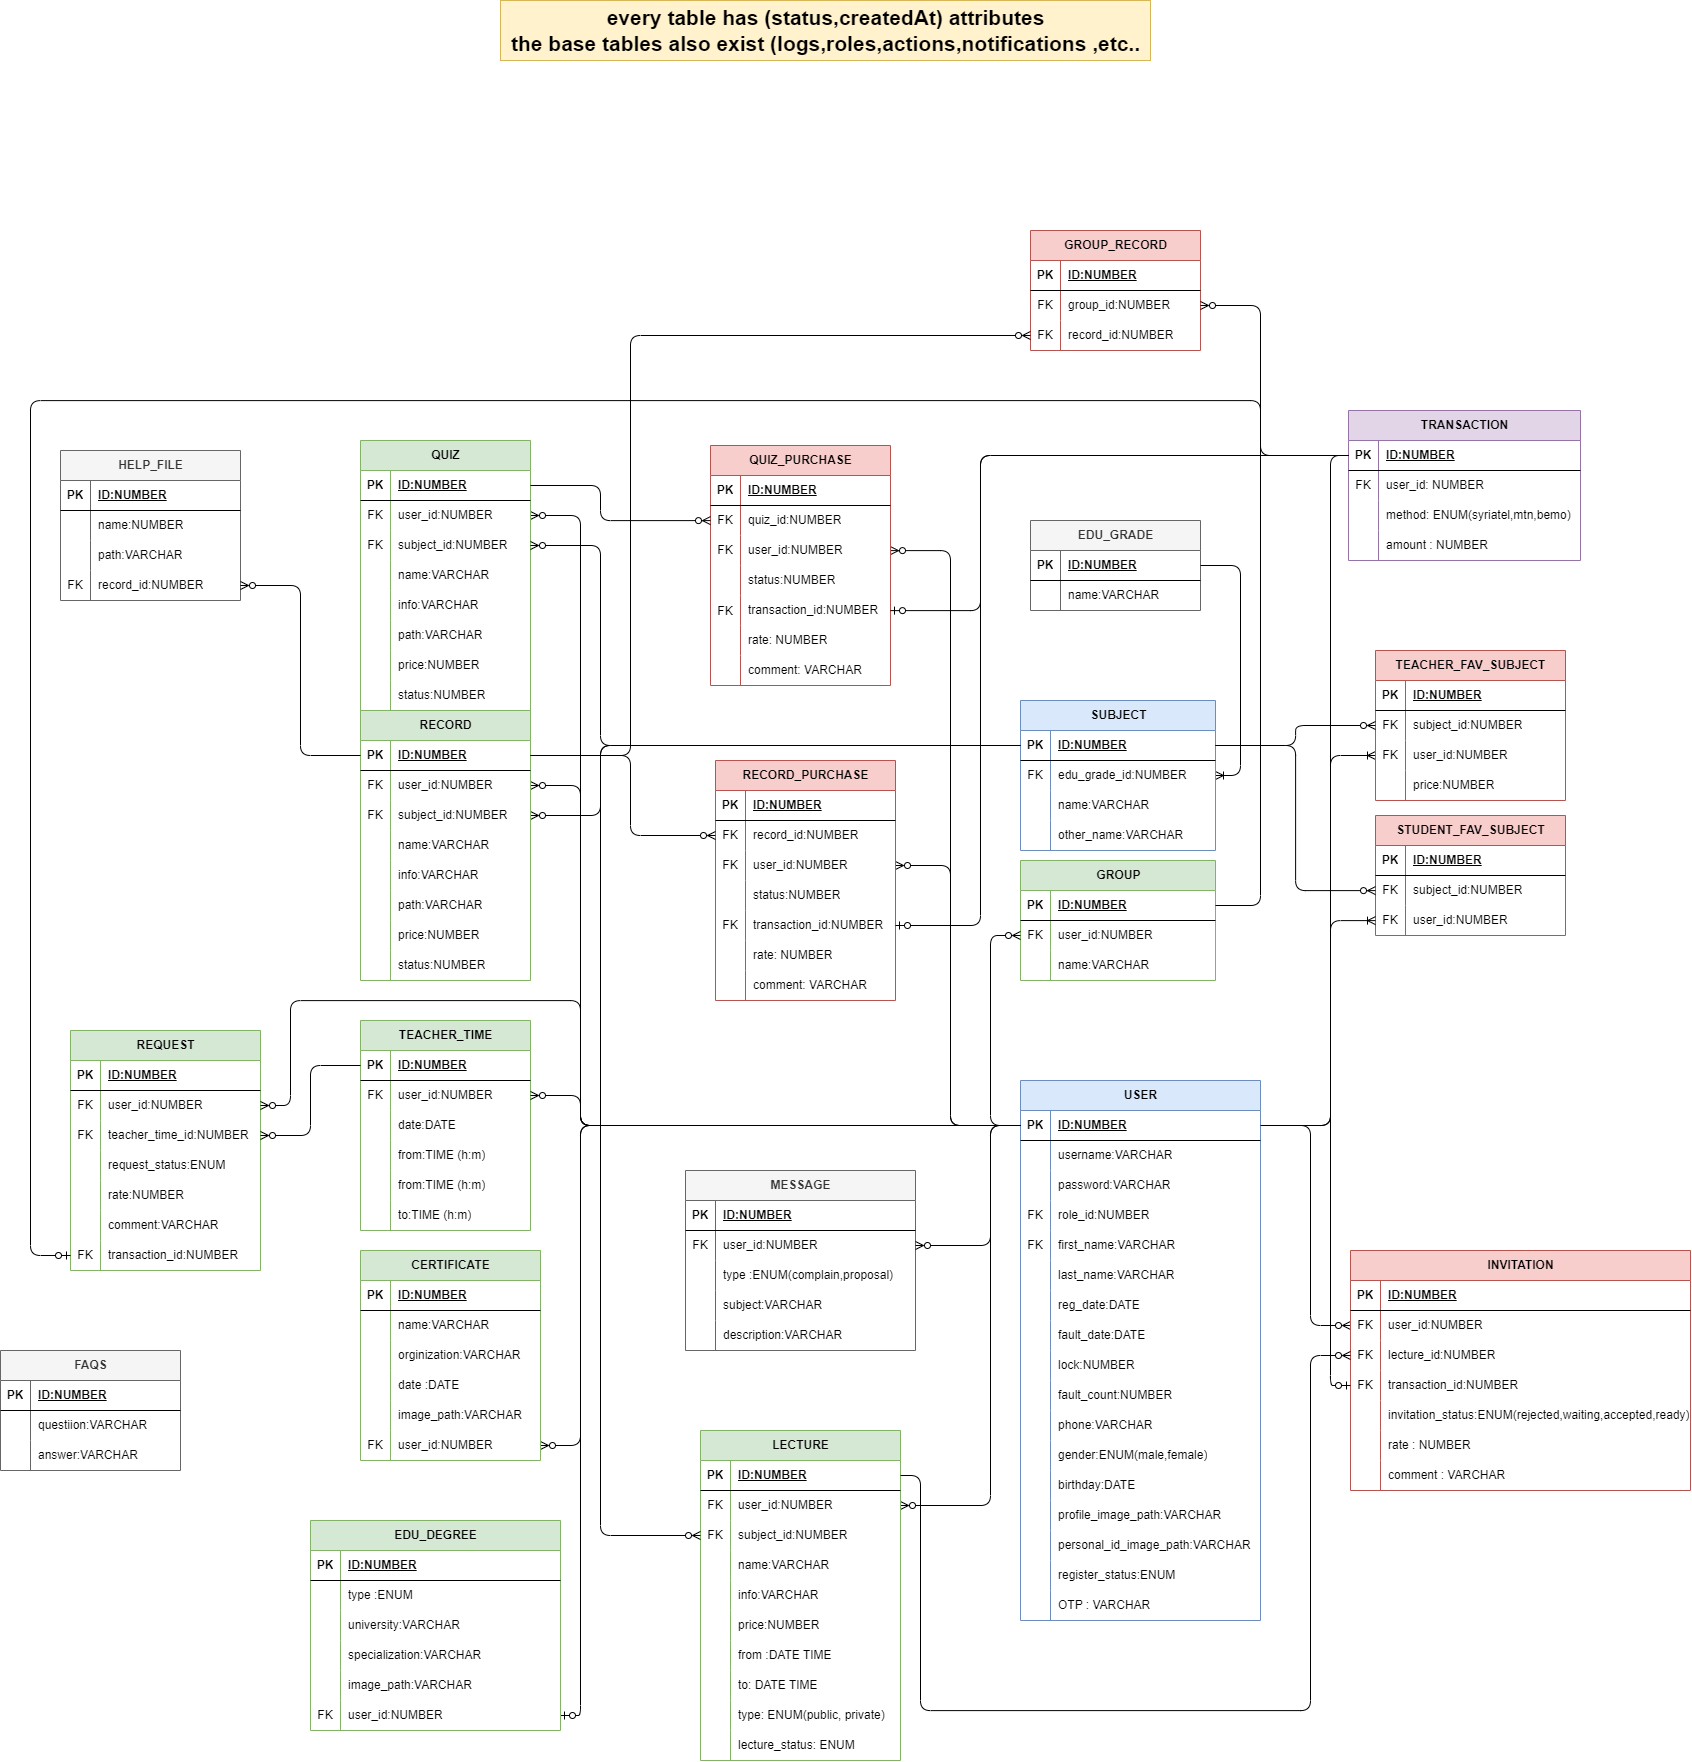 every table has (status,createdAt) attributes
the base tables also exist (logs,roles,actions,notifications ,etc..
GROUP_RECORD
PK ID:NUMBER
FK group_id:NUMBER
FK record_id:NUMBER
TRANSACTION
PK ID:NUMBER
FK user_id: NUMBER
method: ENUM(syriatel,mtn,bemo)
amount : NUMBER
HELP_FILE
PK ID:NUMBER
name:NUMBER
path:VARCHAR
FK record_id:NUMBER
QUIZ
PK ID:NUMBER
FK user_id:NUMBER
FK subject_id:NUMBER
name:VARCHAR
info:VARCHAR
path:VARCHAR
price:NUMBER
status:NUMBER
QUIZ_PURCHASE
PK ID:NUMBER
FK quiz_id:NUMBER
FK user_id:NUMBER
status:NUMBER
FK transaction_id:NUMBER
rate: NUMBER
comment: VARCHAR
EDU_GRADE
PK ID:NUMBER
name:VARCHAR
TEACHER_FAV_SUBJECT
PK ID:NUMBER
FK subject_id:NUMBER
FK user_id:NUMBER
price:NUMBER
SUBJECT
PK ID:NUMBER
FK edu_grade_id:NUMBER
name:VARCHAR
other_name:VARCHAR
RECORD
PK ID:NUMBER
FK user_id:NUMBER
FK subject_id:NUMBER
name:VARCHAR
info:VARCHAR
path:VARCHAR
price:NUMBER
status:NUMBER
RECORD_PURCHASE
PK ID:NUMBER
FK record_id:NUMBER
FK user_id:NUMBER
status:NUMBER
FK transaction_id:NUMBER
rate: NUMBER
comment: VARCHAR
STUDENT_FAV_SUBJECT
PK ID:NUMBER
FK subject_id:NUMBER
FK user_id:NUMBER
GROUP
PK ID:NUMBER
FK user_id:NUMBER
name:VARCHAR
REQUEST
PK ID:NUMBER
FK user_id:NUMBER
FK teacher_time_id:NUMBER
request_status:ENUM
rate:NUMBER
comment:VARCHAR
FK transaction_id:NUMBER
TEACHER_TIME
PK ID:NUMBER
FK user_id:NUMBER
date:DATE
from:TIME (h:m)
from:TIME (h:m)
to:TIME (h:m)
USER
PK ID:NUMBER
username:VARCHAR
password:VARCHAR
FK role_id:NUMBER
FK first_name:VARCHAR
last_name:VARCHAR
reg_date:DATE
fault_date:DATE
lock:NUMBER
fault_count:NUMBER
phone:VARCHAR
gender:ENUM(male,female)
birthday:DATE
profile_image_path:VARCHAR
personal_id_image_path:VARCHAR
register_status:ENUM
OTP : VARCHAR
MESSAGE
PK ID:NUMBER
FK user_id:NUMBER
type :ENUM(complain,proposal)
subject:VARCHAR
description:VARCHAR
CERTIFICATE
PK ID:NUMBER
name:VARCHAR
orginization:VARCHAR
date :DATE
image_path:VARCHAR
FK user_id:NUMBER
INVITATION
PK ID:NUMBER
FK user_id:NUMBER
FK lecture_id:NUMBER
FK transaction_id:NUMBER
invitation_status:ENUM(rejected,waiting,accepted,ready)
rate : NUMBER
comment : VARCHAR
FAQS
PK ID:NUMBER
questiion:VARCHAR
answer:VARCHAR
LECTURE
PK ID:NUMBER
FK user_id:NUMBER
FK subject_id:NUMBER
name:VARCHAR
info:VARCHAR
price:NUMBER
from :DATE TIME
to: DATE TIME
type: ENUM(public, private)
lecture_status: ENUM
EDU_DEGREE
PK ID:NUMBER
type :ENUM
university:VARCHAR
specialization:VARCHAR
image_path:VARCHAR
FK user_id:NUMBER